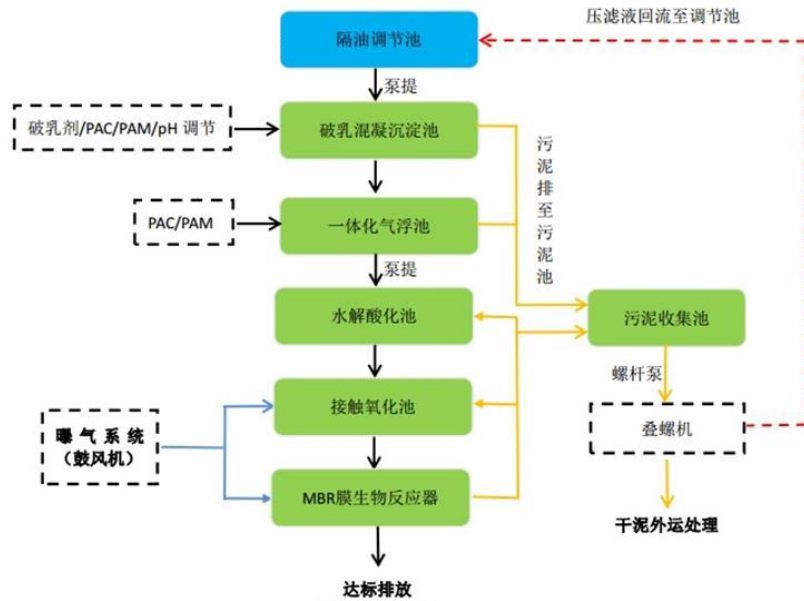 压滤液回流至调节池
隔油调节池
泵提
破乳剂/PAC/PAM/pH 调节
破乳混凝沉淀池
污泥排至污泥池
PAC/PAM
一体化气浮池
泵提
水解酸化池
污泥收集池
螺杆泵
接触氧化池
叠螺机
曝气系统
（鼓风机）
MBR膜生物反应器
干泥外运处理
达标排放